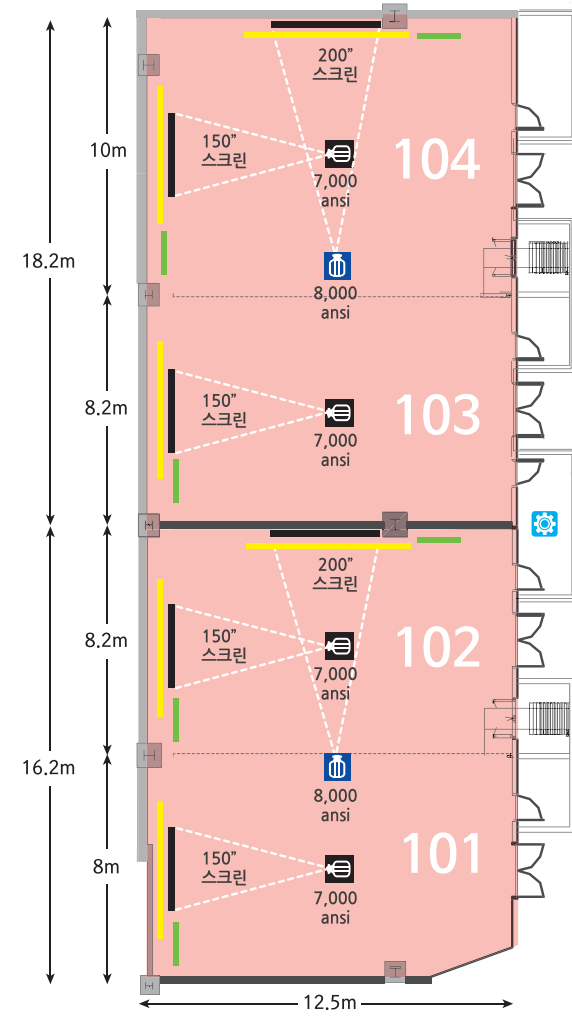 200”
스크린
10m
150”
스크린
104
7,000
ansi
18.2m
8,000
ansi
8.2m
150”
스크린
103
7,000
ansi
200”
스크린
8.2m
150”
스크린
102
7,000
ansi
16.2m
8,000
ansi
8m
150”
스크린
101
7,000
ansi
12.5m